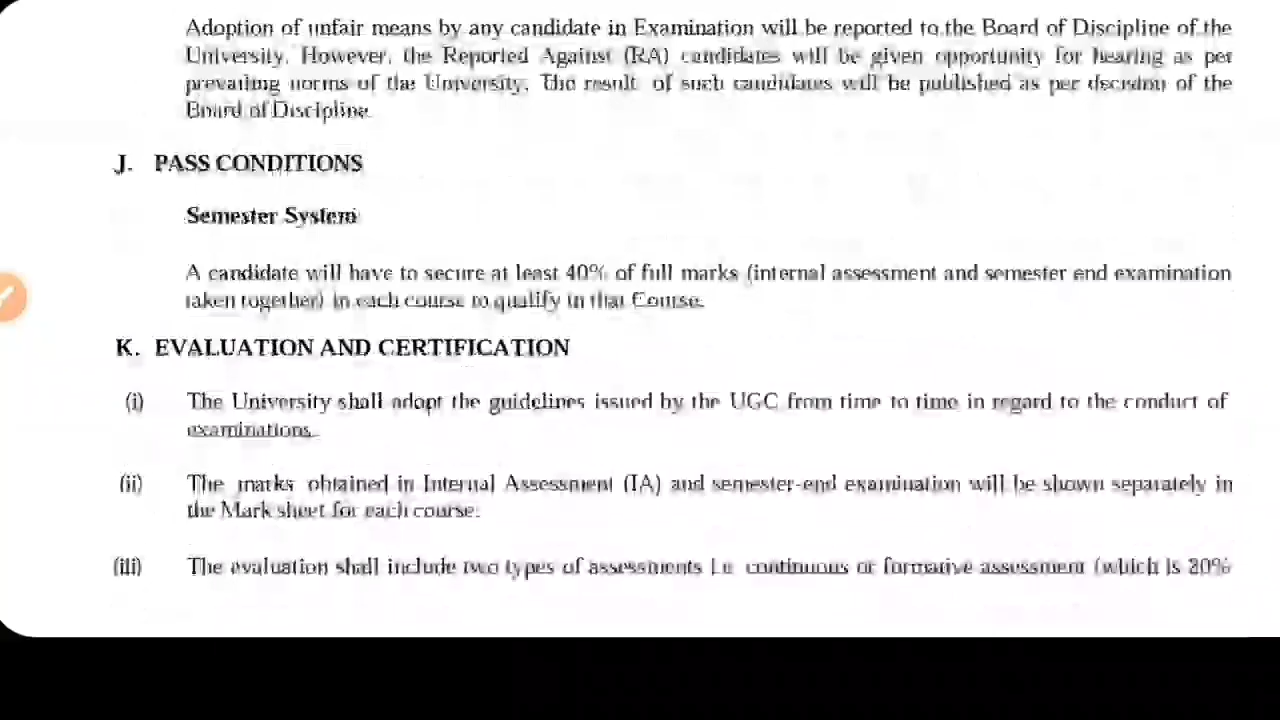 Adoption of unfair means by any candidate in Examination will be reported to the Board of Discipline of the
University. However, the Reported Against (RA) candidates will be given opportunity for hearing as per
prevailing norms of the University. The result of such candidates will be published as per decision of the
Board of Discipline.
J. PASS CONDITIONS
Semester System
A candidate will have to secure at least 40% of full marks (internal assessment and semester end examination
taken together) in each course to qualify in that Course.
K. EVALUATION AND CERTIFICATION
(i) The University shall adopt the guidelines issued by the UGC from time to time in regard to the conduct of
examinations.
(ii) The marks obtained in Internal Assessment (IA) and semester-end examination will be shown separately in
the Mark sheet for each course.
(iii) The evaluation shall include two types of assessments i.e. continuous or formative assessment (which is 20%